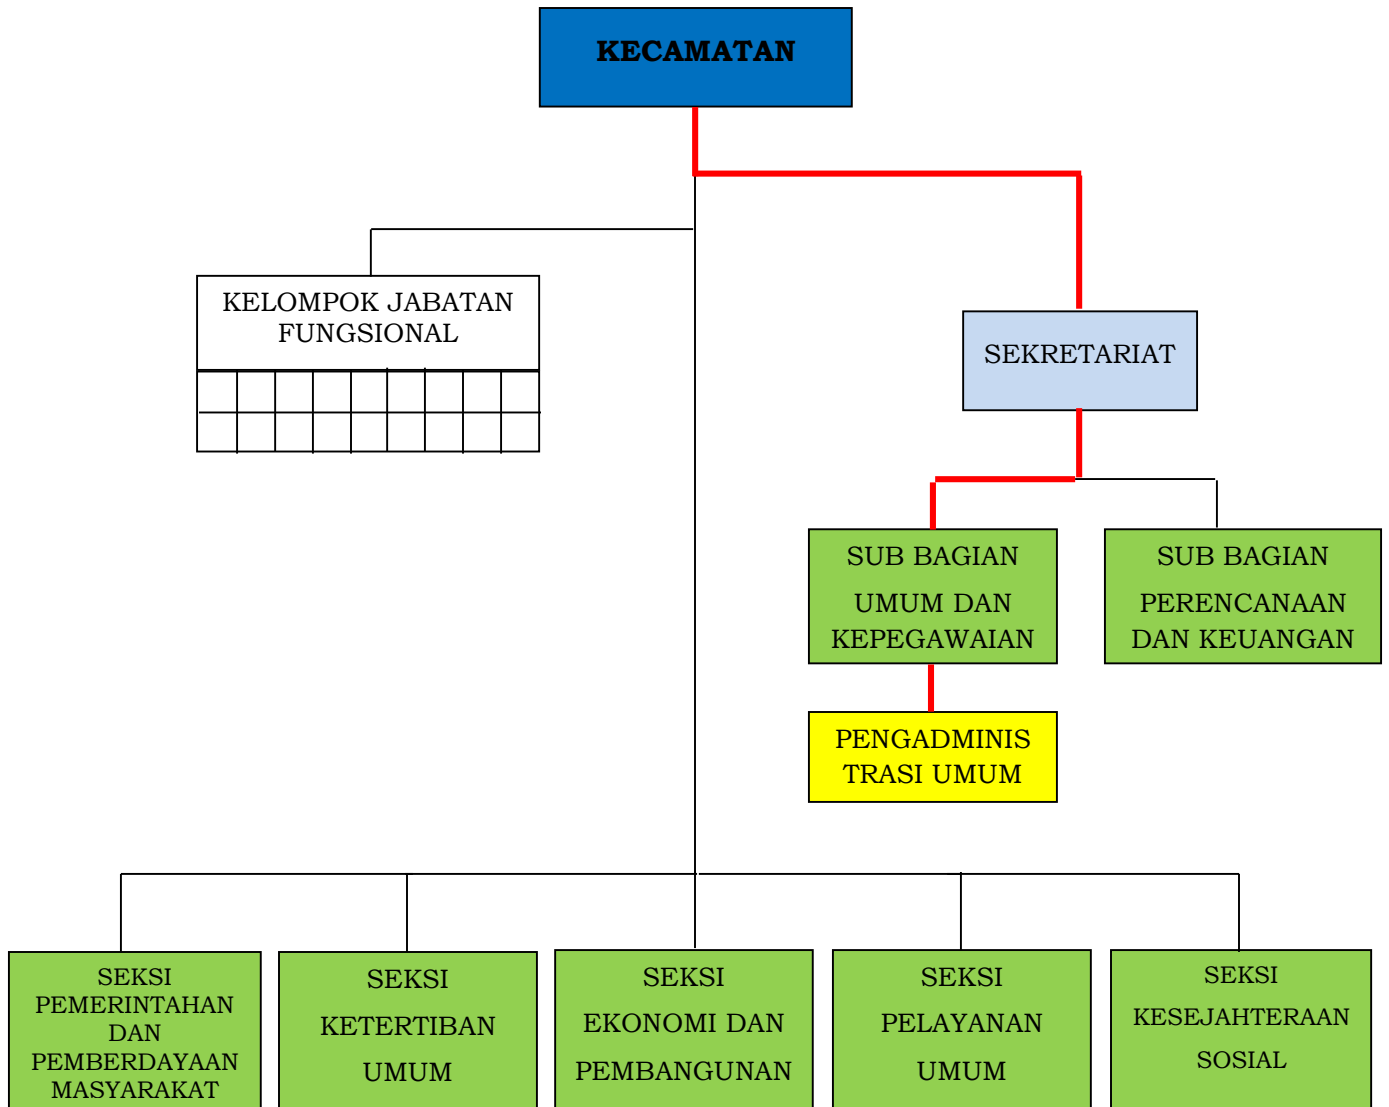 KECAMATAN
KELOMPOK JABATAN
FUNGSIONAL
SEKRETARIAT
SUB BAGIAN
UMUM DAN
KEPEGAWAIAN
SUB BAGIAN
PERENCANAAN
DAN KEUANGAN
PENGADMINIS
TRASI UMUM
SEKSI
PEMERINTAHAN
DAN
PEMBERDAYAAN
MASYARAKAT
SEKSI
KETERTIBAN
UMUM
SEKSI
EKONOMI DAN
PEMBANGUNAN
SEKSI
PELAYANAN
UMUM
SEKSI
KESEJAHTERAAN
SOSIAL